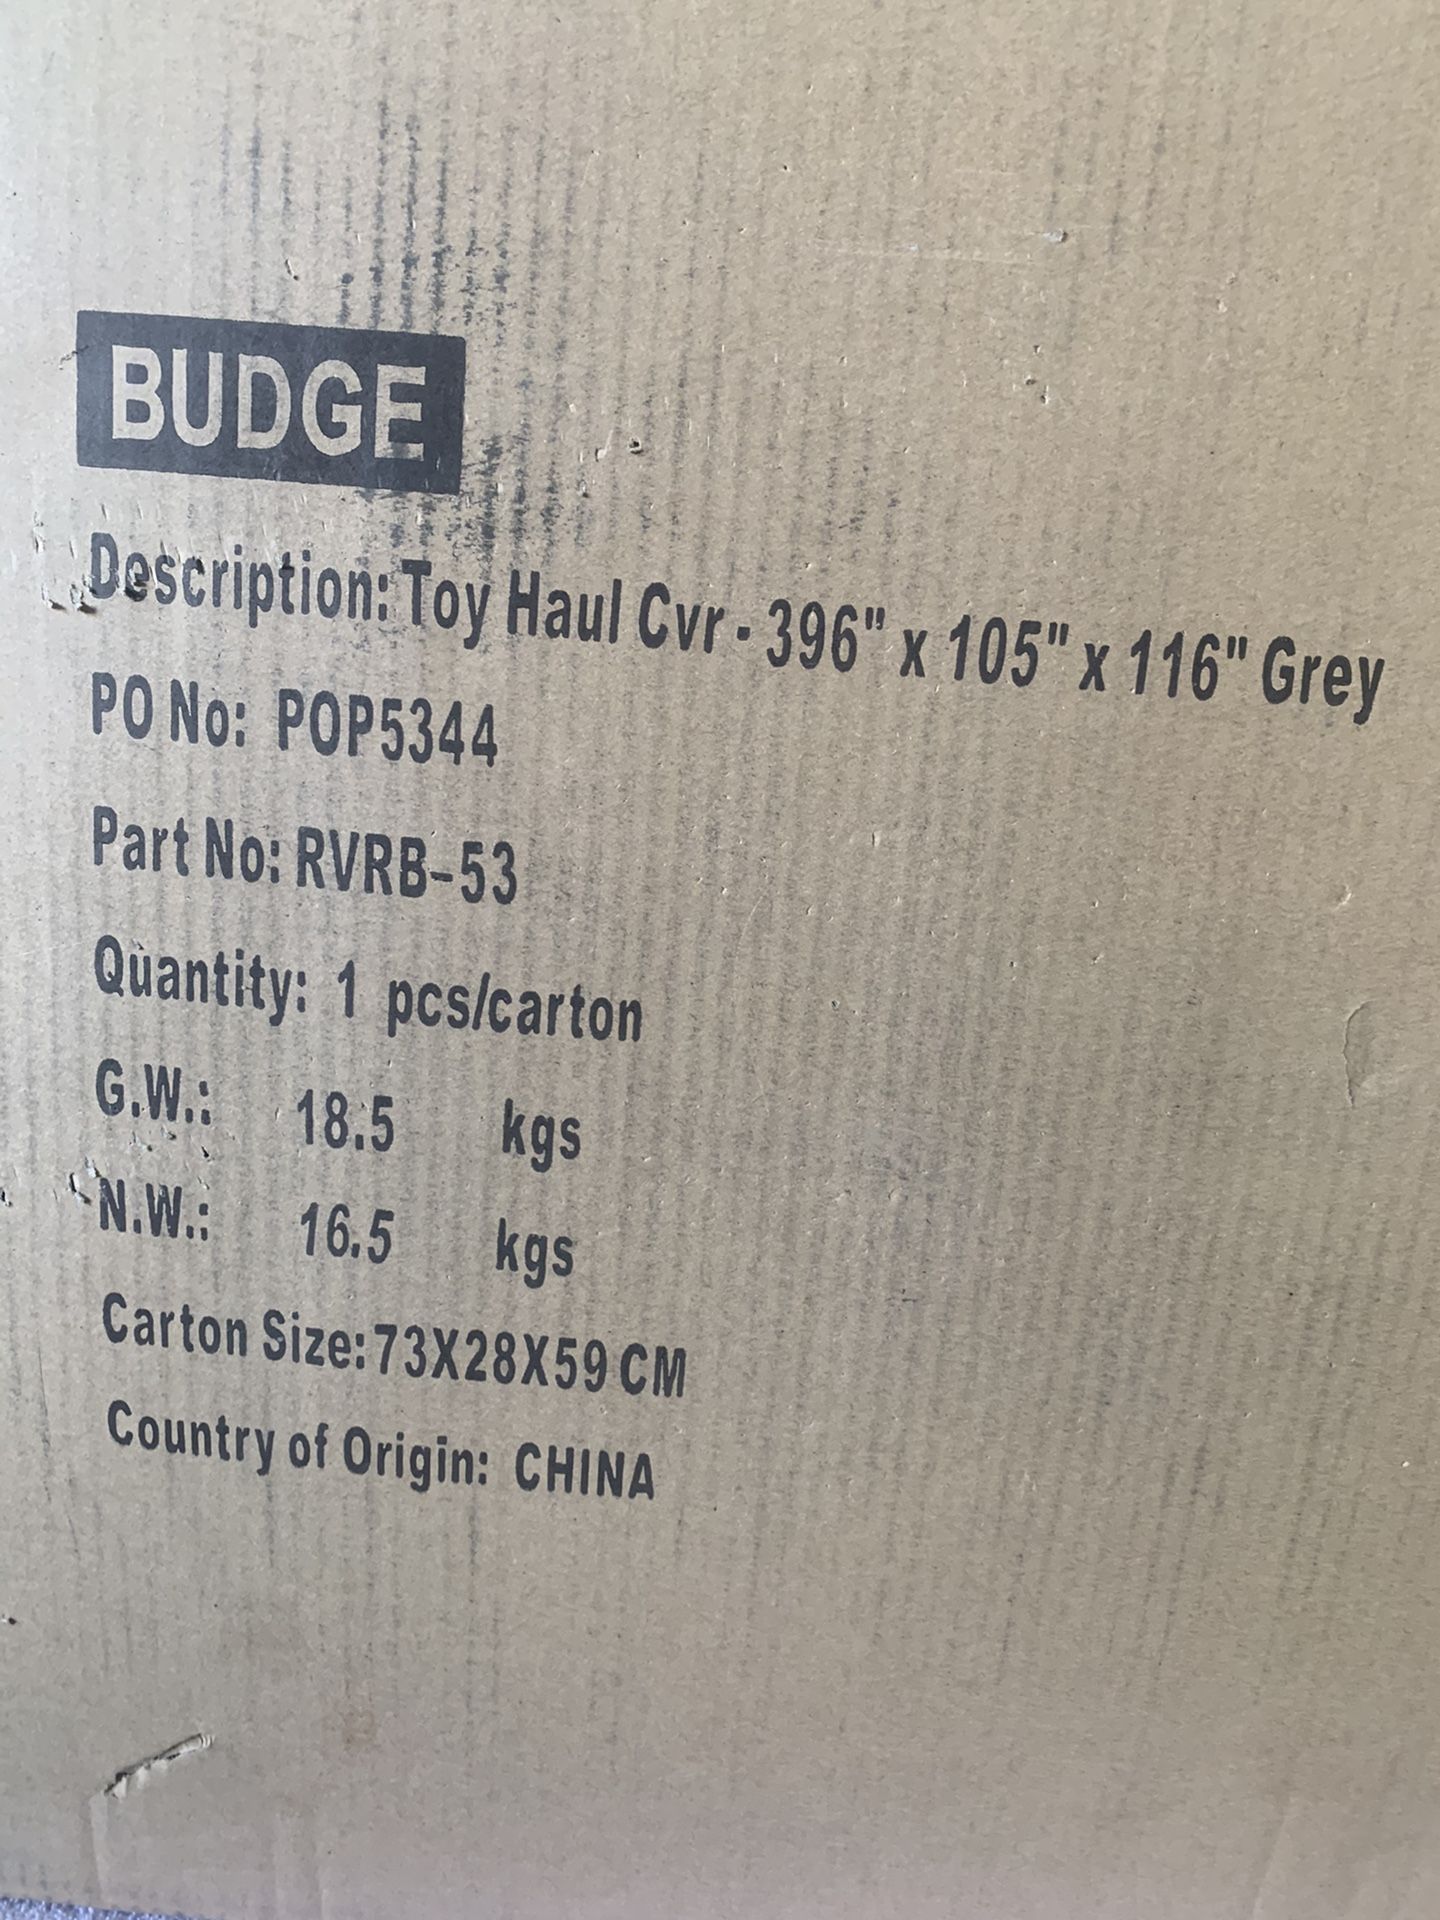 BUDGE
Description: Toy Haul Cvr - 396" x 105" x 116" Grey
PO No: POP5344
Part No: RVRB-53
Quantity: 1 pcs/carton
G.W.: 18.5 kgs
N.W.: 16.5 kgs
Carton Size: 73X28X59 CM
Country of Origin: CHINA